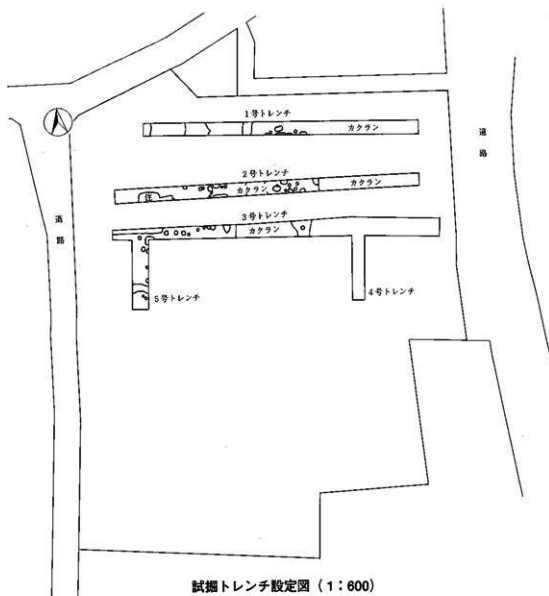 1号トレンチ
カクラン
道路
2号トレンチ
住
カクラン
カクラン
道路
3号トレンチ
カクラン
5号トレンチ
4号トレンチ
試掘トレンチ設定図(1:600)